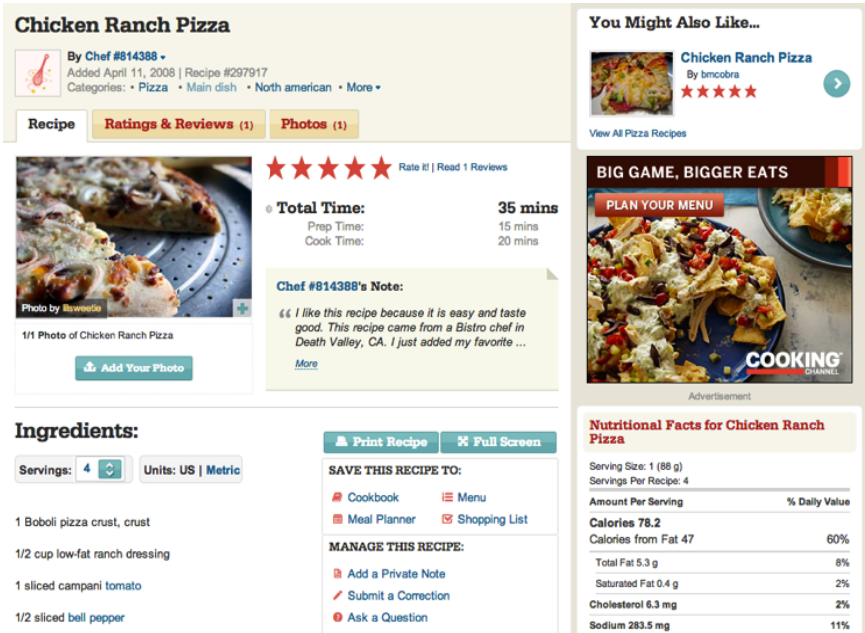 Chicken Ranch Pizza
By Chef #814388
Added April 11, 2008 | Recipe #297917
Categories: • Pizza • Main dish • North american • More
Recipe
Ratings & Reviews (1)
Photos (1)
Photo by lilsweetie
1/1 Photo of Chicken Ranch Pizza
Add Your Photo
Rate it! | Read 1 Reviews
Total Time: 35 mins
Prep Time: 15 mins
Cook Time: 20 mins
Chef #814388's Note:
“ I like this recipe because it is easy and taste
good. This recipe came from a Bistro chef in
Death Valley, CA. I just added my favorite ...
More
Ingredients:
Servings: 4
Units: US | Metric
1 Boboli pizza crust, crust
1/2 cup low-fat ranch dressing
1 sliced campani tomato
1/2 sliced bell pepper
Print Recipe
Full Screen
SAVE THIS RECIPE TO:
Cookbook
Menu
Meal Planner
Shopping List
MANAGE THIS RECIPE:
Add a Private Note
Submit a Correction
Ask a Question
You Might Also Like...
Chicken Ranch Pizza
By bmcobra
View All Pizza Recipes
BIG GAME, BIGGER EATS
PLAN YOUR MENU
COOKING
CHANNEL
Advertisement
Nutritional Facts for Chicken Ranch
Pizza
Serving Size: 1 (88 g)
Servings Per Recipe: 4
Amount Per Serving % Daily Value
Calories 78.2
Calories from Fat 47 60%
Total Fat 5.3 g 8%
Saturated Fat 0.4 g 2%
Cholesterol 6.3 mg 2%
Sodium 283.5 mg 11%